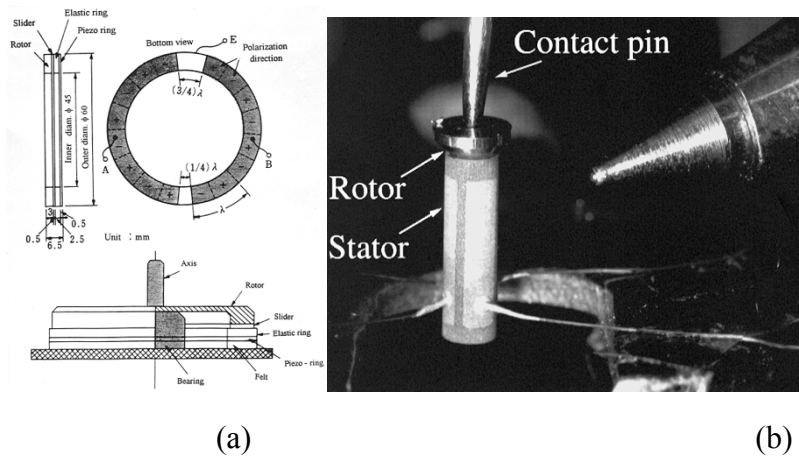 Slider
Elastic ring
Piezo ring
Rotor
Bottom view
E
Polarization
direction
(3/4)λ
Inner diam. ϕ 45
Outer diam. ϕ 60
A
B
(1/4)λ
λ
3
0.5
0.5
2.5
6.5
Unit : mm
Axis
Rotor
Slider
Elastic ring
Piezo - ring
Bearing
Felt
Contact pin
Rotor
Stator
(a)
(b)